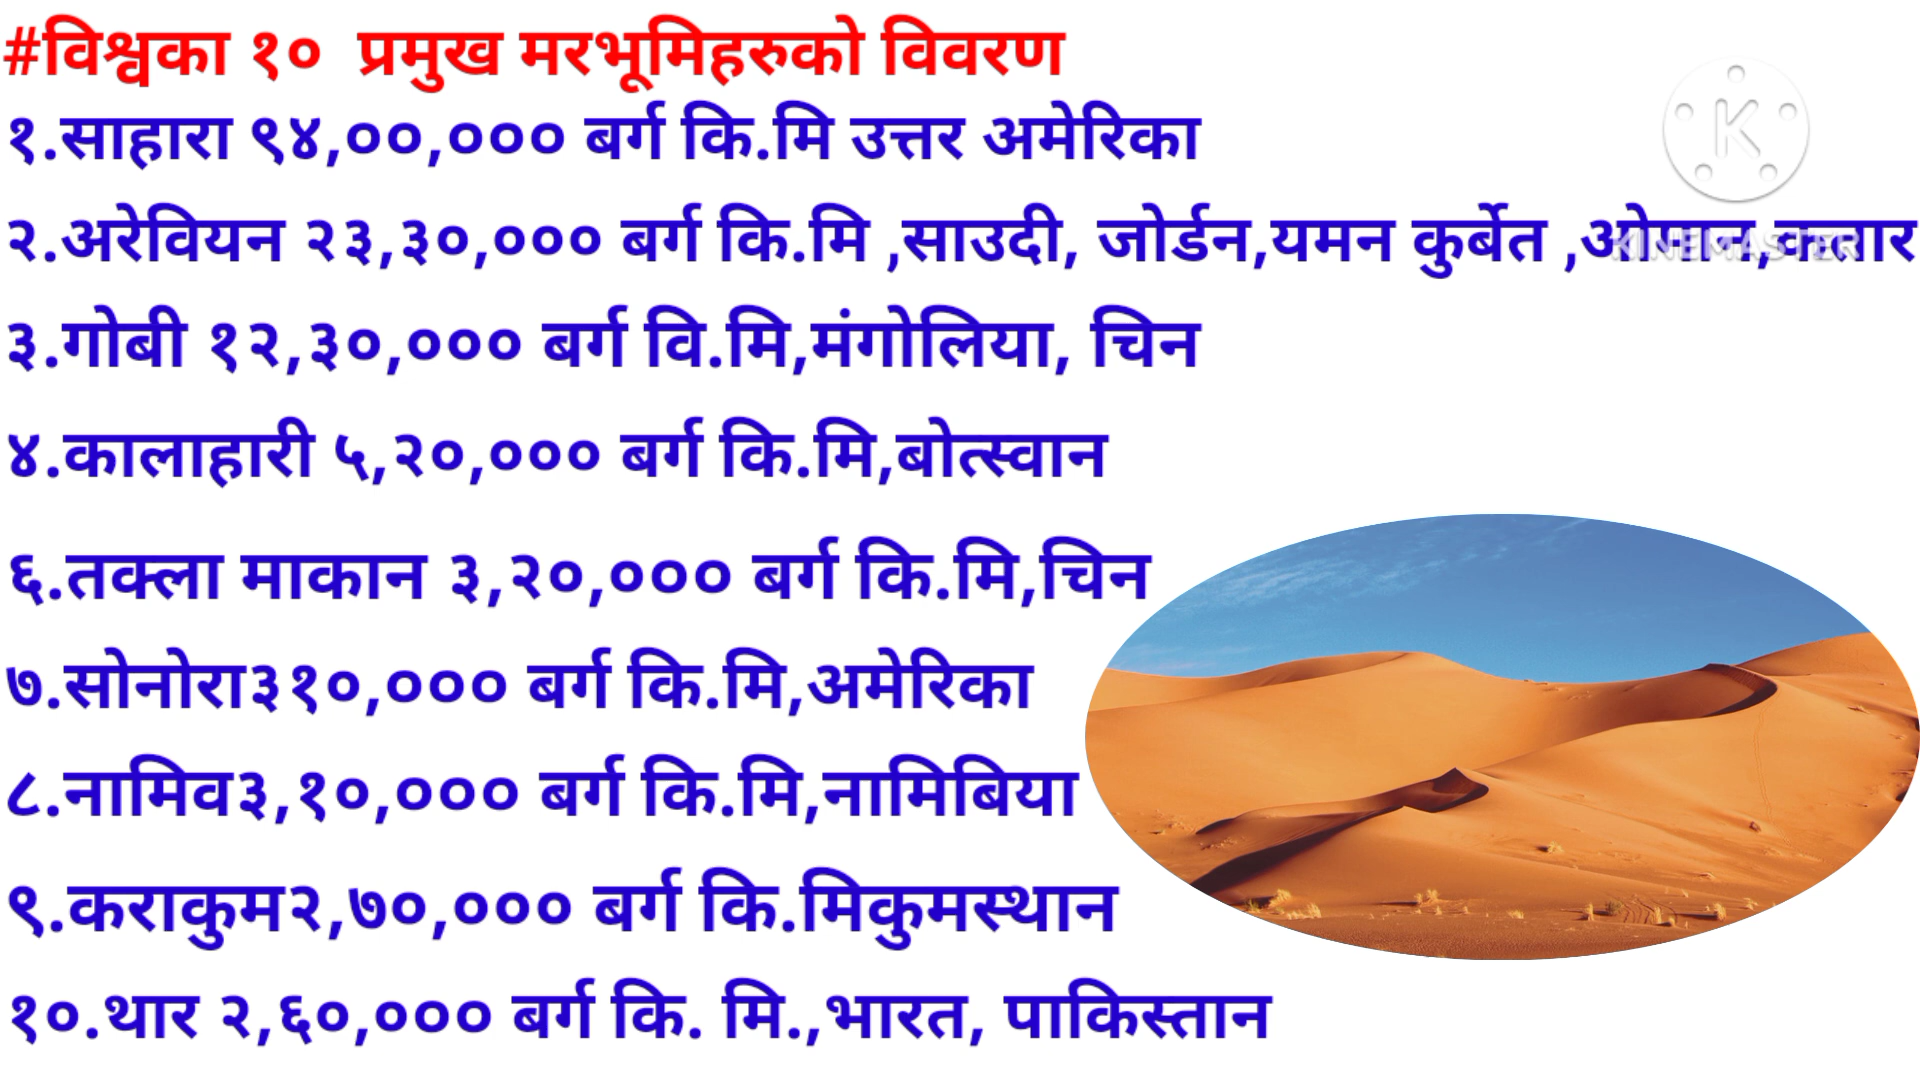 #विश्वका १० प्रमुख मरभूमिहरुको विवरण
१.साहारा ९४,००,००० बर्ग कि.मि उत्तर अमेरिका
२.अरेवियन २३,३०,००० बर्ग कि.मि ,साउदी, जोर्डन,यमन कुर्बेत ,ओमान,कतार
KINEMASTER
३.गोबी १२,३०,००० बर्ग वि.मि,मंगोलिया, चिन
४.कालाहारी ५,२०,००० बर्ग कि.मि,बोत्स्वान
६.तक्ला माकान ३,२०,००० बर्ग कि.मि,चिन
७.सोनोरा३१०,००० बर्ग कि.मि,अमेरिका
८.नामिव३,१०,००० बर्ग कि.मि,नामिबिया
९.कराकुम२,७०,००० बर्ग कि.मिकुमस्थान
१०.थार २,६०,००० बर्ग कि. मि.,भारत, पाकिस्तान